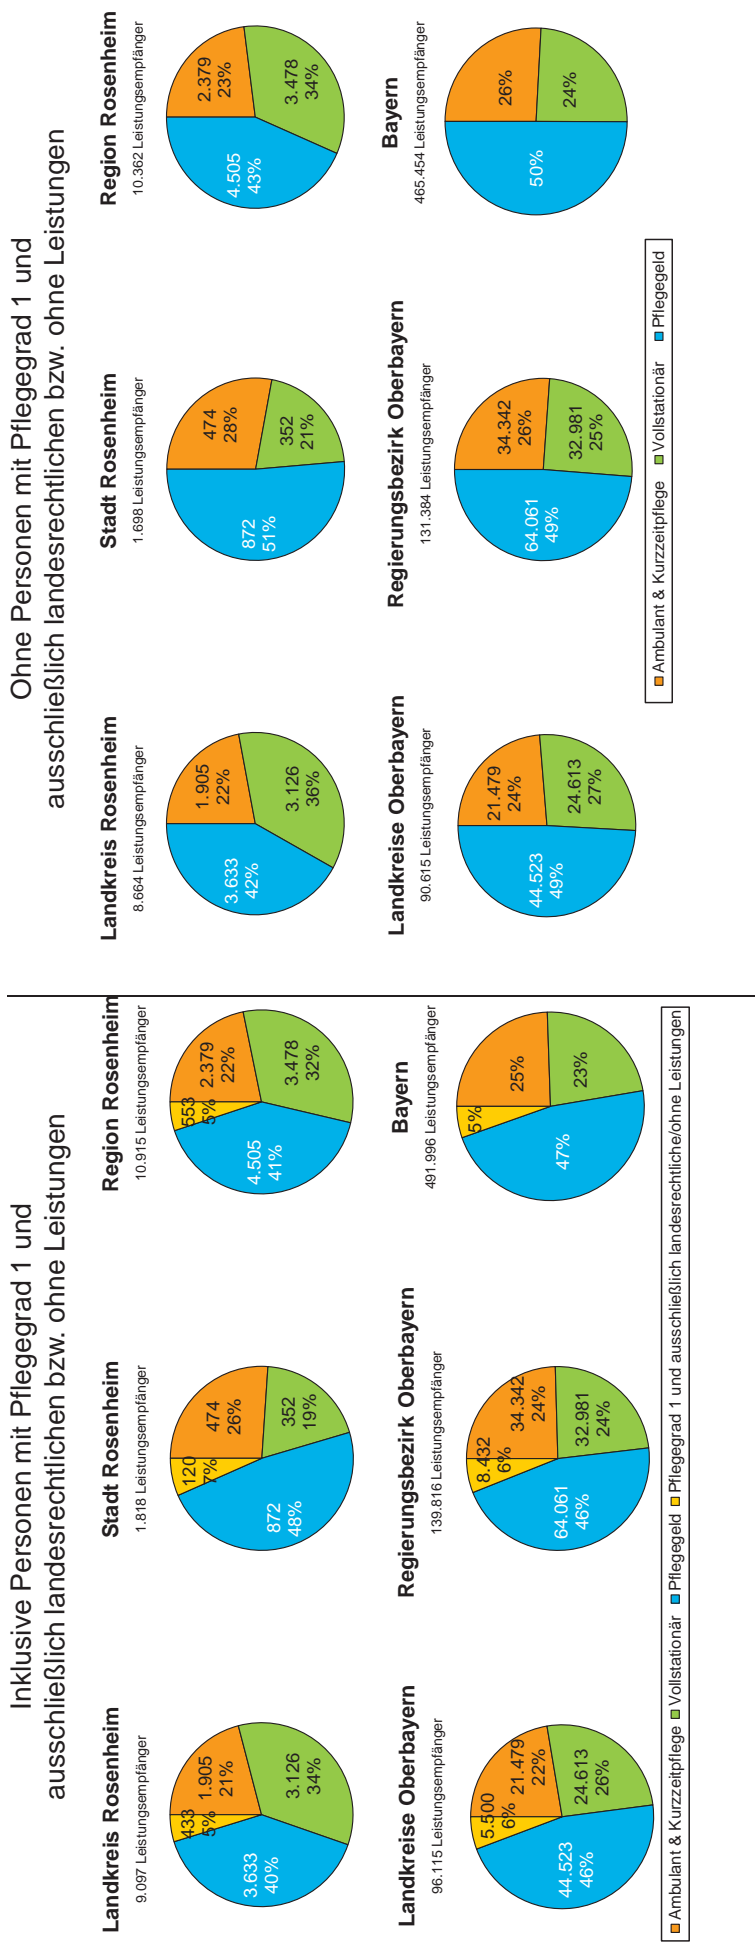 Inklusive Personen mit Pflegegrad 1 und
ausschließlich landesrechtlichen bzw. ohne Leistungen
Landkreis Rosenheim
9.097 Leistungsempfänger
433
5%
1.905
21%
3.126
34%
3.633
40%
Stadt Rosenheim
1.818 Leistungsempfänger
120
7%
474
26%
352
19%
872
48%
Region Rosenheim
10.915 Leistungsempfänger
553
5%
2.379
22%
3.478
32%
4.505
41%
Landkreise Oberbayern
96.115 Leistungsempfänger
5.500
6%
21.479
22%
24.613
26%
44.523
46%
Regierungsbezirk Oberbayern
139.816 Leistungsempfänger
8.432
6%
34.342
24%
32.981
24%
64.061
46%
Bayern
491.996 Leistungsempfänger
5%
25%
23%
47%
Ambulant & Kurzzeitpflege Vollstationär Pflegegeld Pflegegrad 1 und ausschließlich landesrechtliche/ohne Leistungen
Ohne Personen mit Pflegegrad 1 und
ausschließlich landesrechtlichen bzw. ohne Leistungen
Landkreis Rosenheim
8.664 Leistungsempfänger
1.905
22%
3.126
36%
3.633
42%
Stadt Rosenheim
1.698 Leistungsempfänger
474
28%
352
21%
872
51%
Region Rosenheim
10.362 Leistungsempfänger
2.379
23%
3.478
34%
4.505
43%
Landkreise Oberbayern
90.615 Leistungsempfänger
21.479
24%
24.613
27%
44.523
49%
Regierungsbezirk Oberbayern
131.384 Leistungsempfänger
34.342
26%
32.981
25%
64.061
49%
Bayern
465.454 Leistungsempfänger
26%
24%
50%
Ambulant & Kurzzeitpflege Vollstationär Pflegegeld